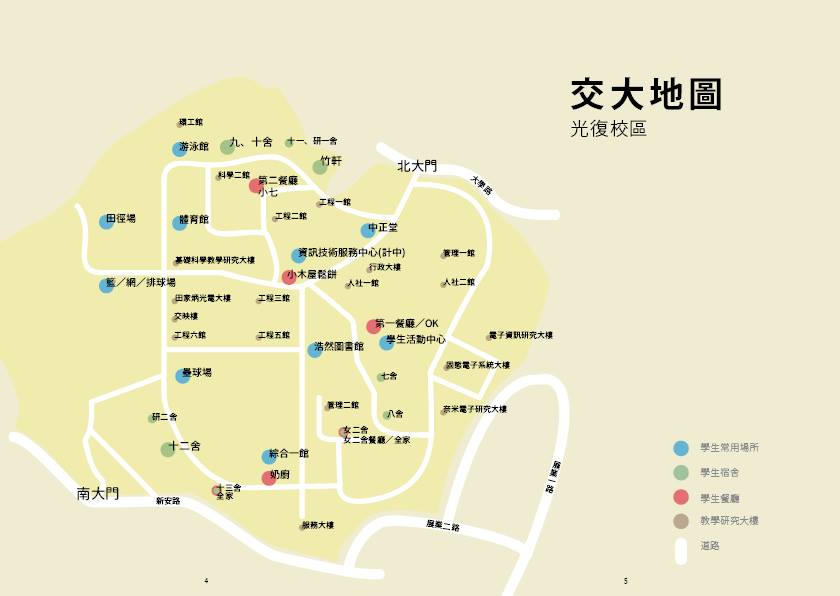 交大地圖
光復校區
環工館
游泳館
九、十舍
十一、研一舍
竹軒
北大門
大學路
科學二館
第二餐廳
小七
工程一館
工程二館
田徑場
體育館
中正堂
資訊技術服務中心(計中)
管理一館
基礎科學教學研究大樓
行政大樓
小木屋鬆餅
籃／網／排球場
人社一館
人社二館
田家炳光電大樓
工程三館
交映樓
第一餐廳／OK
工程六館
工程五館
學生活動中心
電子資訊研究大樓
浩然圖書館
固態電子系統大樓
壘球場
七舍
管理二館
奈米電子研究大樓
研二舍
八舍
女二舍
女二舍餐廳／全家
十二舍
綜合一館
奶廚
展業一路
南大門
十三舍
全家
新安路
服務大樓
展業二路
學生常用場所
學生宿舍
學生餐廳
教學研究大樓
道路
4
5